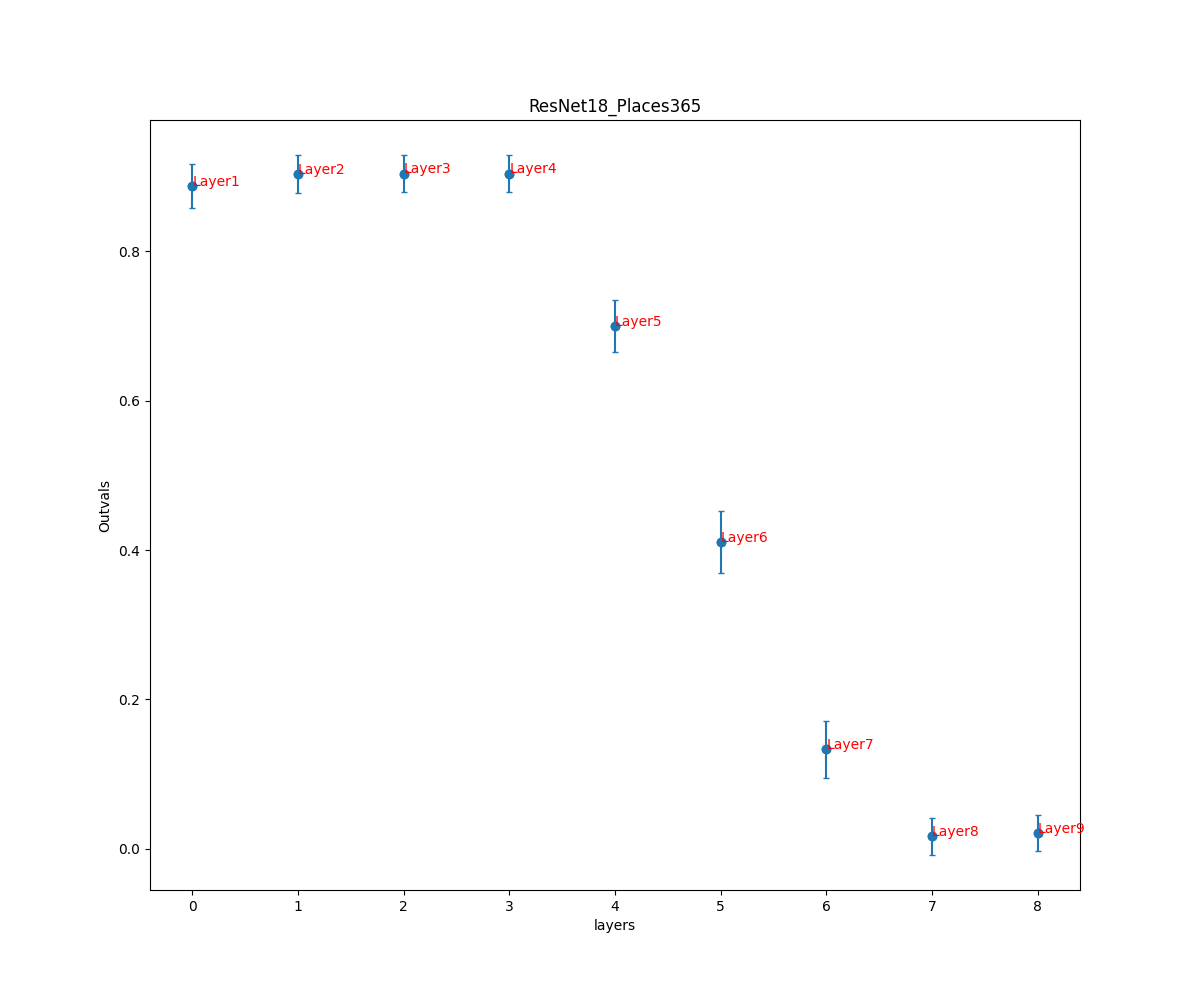 ResNet18_Places365
Outvals
0.8
0.6
0.4
0.2
0.0
Layer1
Layer2
Layer3
Layer4
Layer5
Layer6
Layer7
Layer8
Layer9
0 1 2 3 4 5 6 7 8
layers